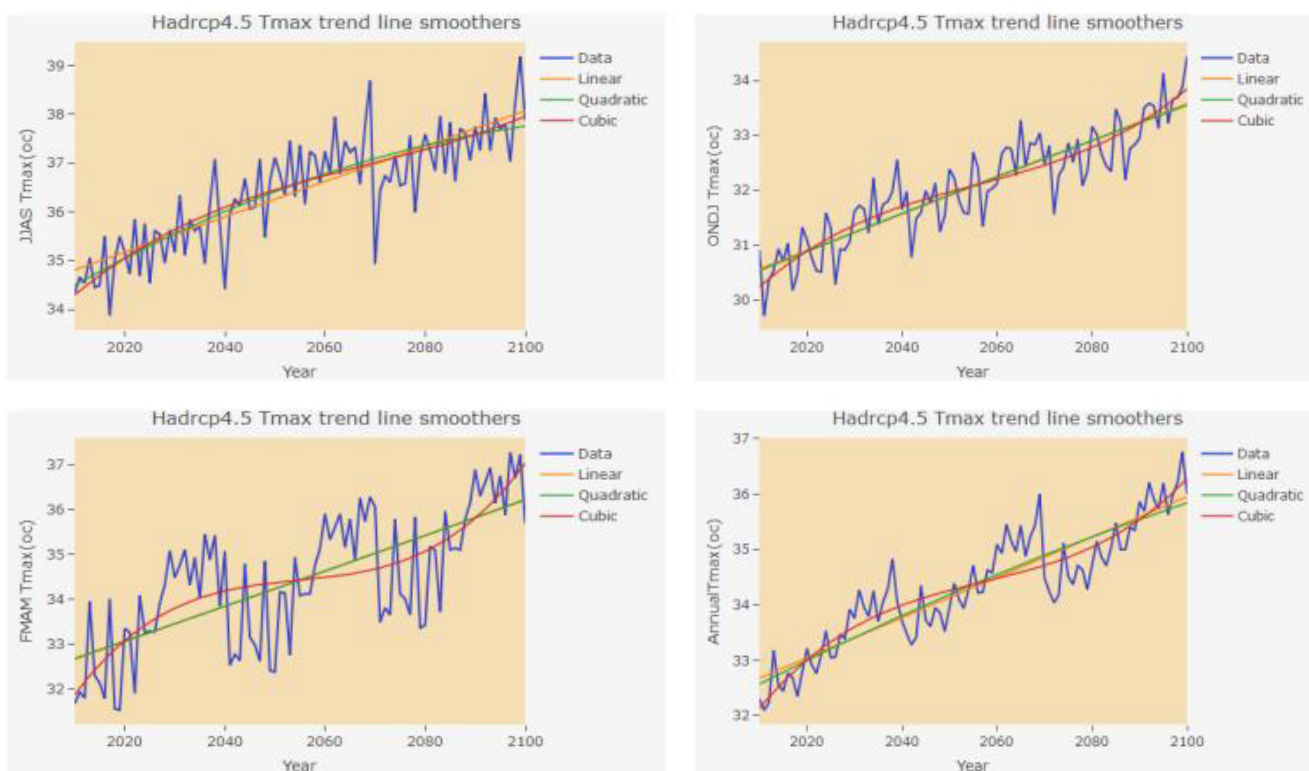 Hadrcp4.5 Tmax trend line smoothers
JJAS Tmax(oc)
39
38
37
36
35
34
2020
2040
2060
2080
2100
Year
Data
Linear
Quadratic
Cubic
Hadrcp4.5 Tmax trend line smoothers
ONDJ Tmax(oc)
34
33
32
31
30
2020
2040
2060
2080
2100
Year
Data
Linear
Quadratic
Cubic
Hadrcp4.5 Tmax trend line smoothers
FMAM Tmax(oc)
37
36
35
34
33
32
2020
2040
2060
2080
2100
Year
Data
Linear
Quadratic
Cubic
Hadrcp4.5 Tmax trend line smoothers
AnnualTmax(oc)
37
36
35
34
33
32
2020
2040
2060
2080
2100
Year
Data
Linear
Quadratic
Cubic